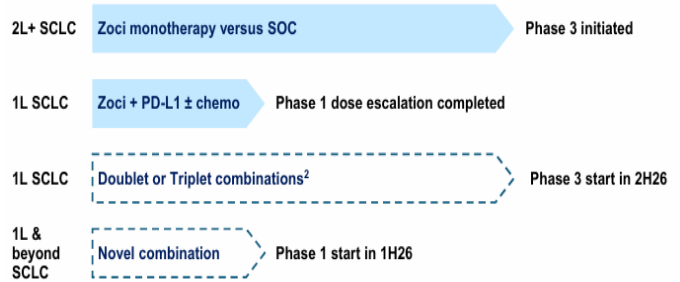 2L+ SCLC Zoci monotherapy versus SOC Phase 3 initiated
1L SCLC Zoci + PD-L1 ± chemo Phase 1 dose escalation completed
1L SCLC Doublet or Triplet combinations² Phase 3 start in 2H26
1L &
beyond Novel combination Phase 1 start in 1H26
SCLC